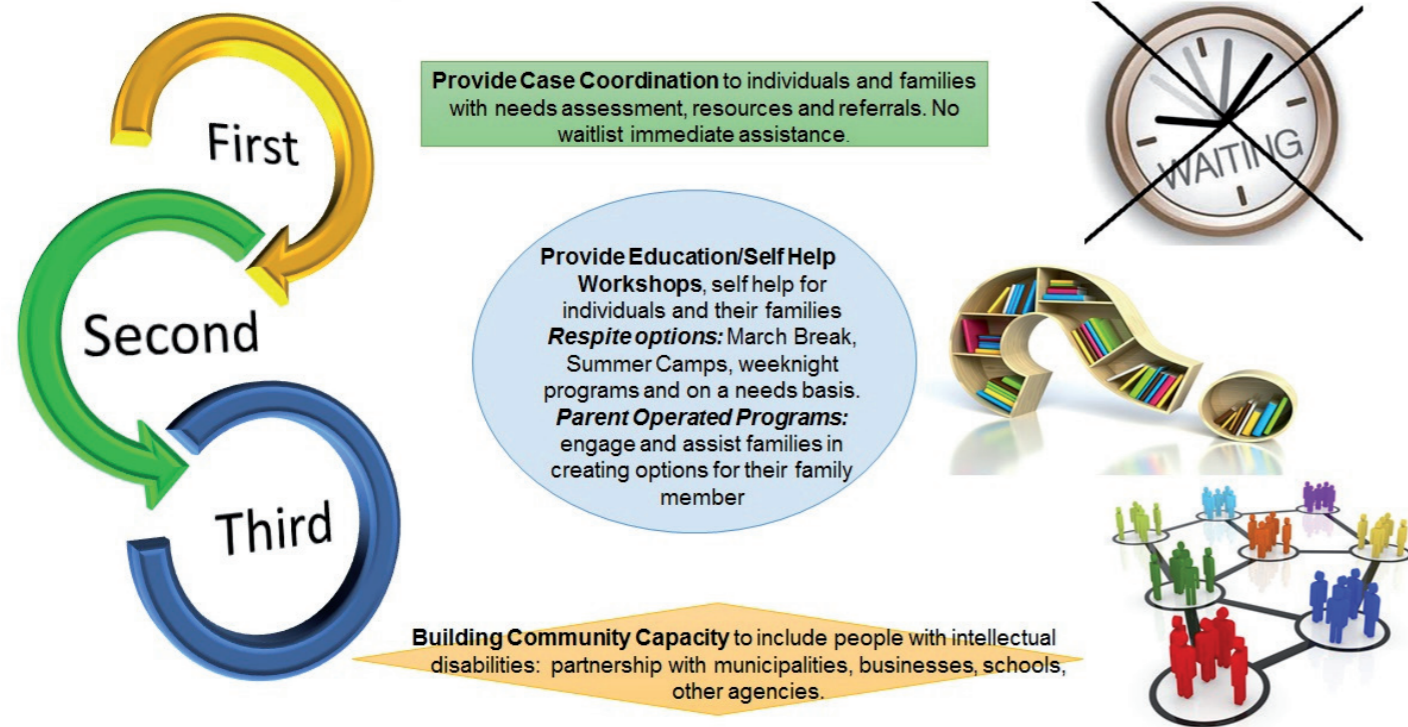 First
Provide Case Coordination to individuals and families
with needs assessment, resources and referrals. No
waitlist immediate assistance.
WAITING
Second
Provide Education/Self Help
Workshops, self help for
individuals and their families
Respite options: March Break,
Summer Camps, weeknight
programs and on a needs basis.
Parent Operated Programs:
engage and assist families in
creating options for their family
member
Third
Building Community Capacity to include people with intellectual
disabilities: partnership with municipalities, businesses, schools,
other agencies.